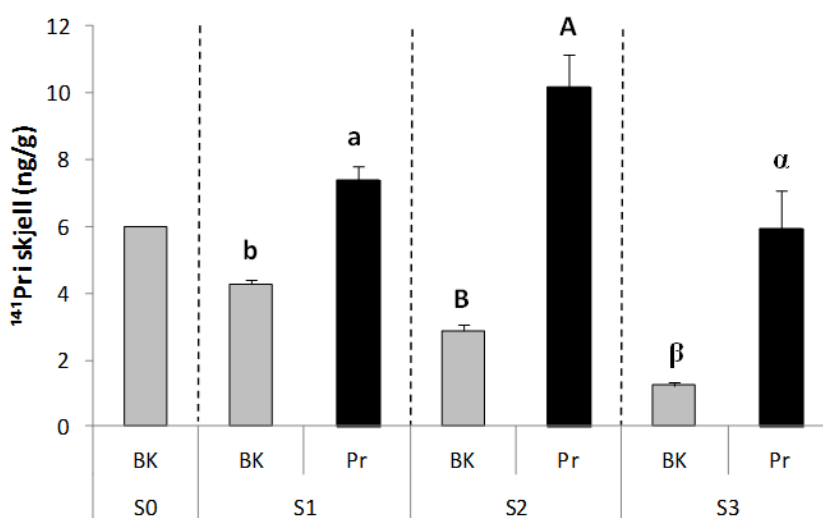 ¹⁴¹Pr i skjell (ng/g)
12
10
8
6
4
2
0
b
a
B
A
β
α
BK
BK
Pr
BK
Pr
BK
Pr
S0
S1
S2
S3